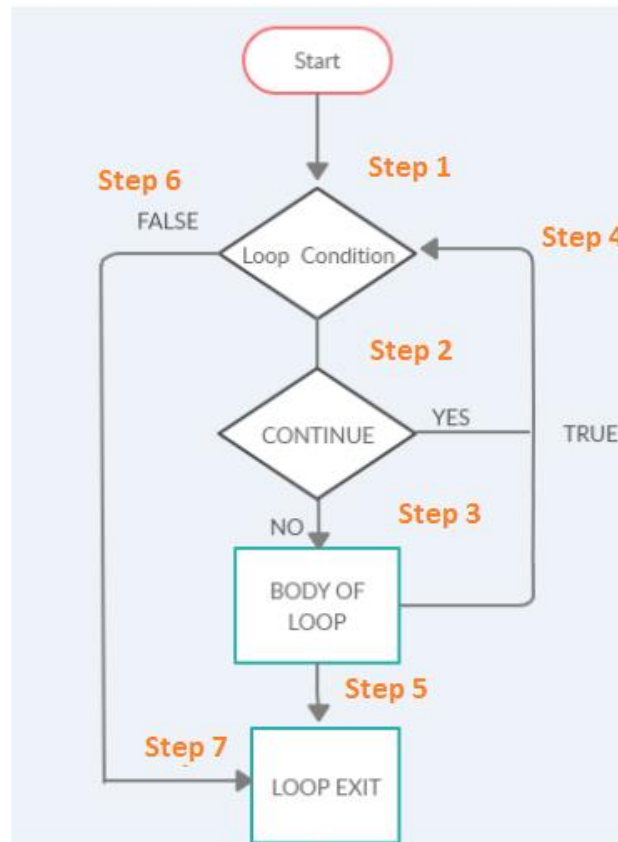 Start
Step 1
Step 6
FALSE
Loop Condition
Step 4
Step 2
CONTINUE
YES
TRUE
Step 3
NO
BODY OF
LOOP
Step 5
Step 7
LOOP EXIT